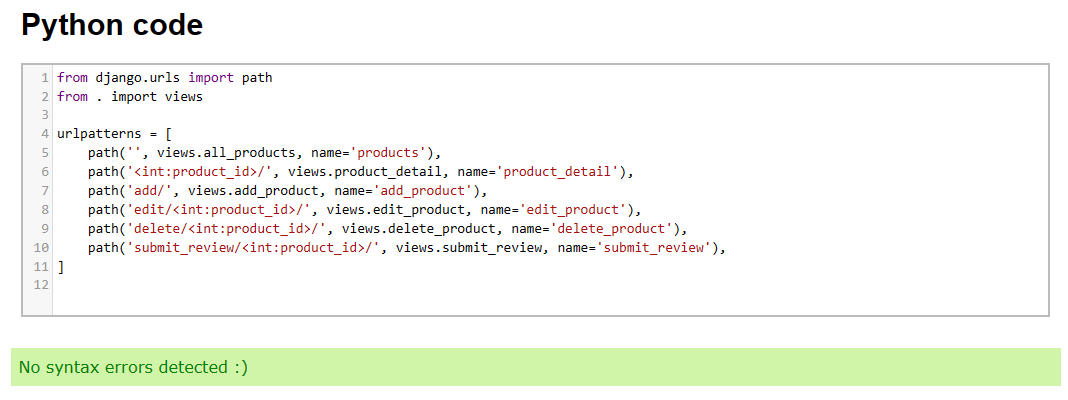 Python code
1 from django.urls import path
2 from . import views
3
4 urlpatterns = [
5     path('', views.all_products, name='products'),
6     path('<int:product_id>/', views.product_detail, name='product_detail'),
7     path('add/', views.add_product, name='add_product'),
8     path('edit/<int:product_id>/', views.edit_product, name='edit_product'),
9     path('delete/<int:product_id>/', views.delete_product, name='delete_product'),
10     path('submit_review/<int:product_id>/', views.submit_review, name='submit_review'),
11 ]
12
No syntax errors detected :)